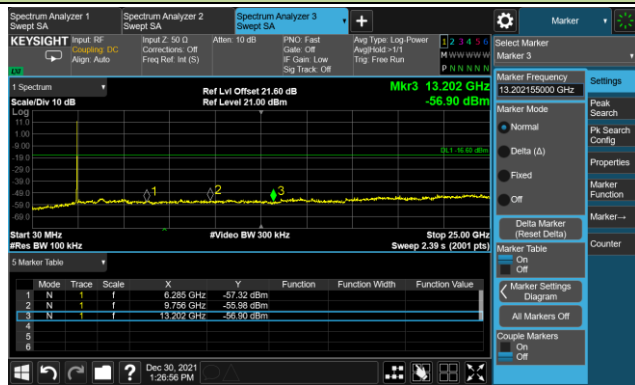 Spectrum Analyzer 1
Swept SA
Spectrum Analyzer 2
Swept SA
Spectrum Analyzer 3
Swept SA
Marker
KEYSIGHT
Input: RF
Coupling: DC
Align: Auto
Input Z: 50 Ω
Corrections: Off
Freq Ref: Int (S)
Atten: 10 dB
PNO: Fast
Gate: Off
IF Gain: Low
Sig Track: Off
Avg Type: Log-Power
Avg|Hold:>1/1
Trig: Free Run
1 2 3 4 5 6
M W W W W W
P N N N N N
Select Marker
Marker 3
1 Spectrum
Scale/Div 10 dB
Log
Ref Lvl Offset 21.60 dB
Ref Level 21.00 dBm
Mkr3 13.202 GHz
-56.90 dBm
11.0
1.00
-9.00
-19.0
-29.0
-39.0
-49.0
-59.0
-69.0
DL1 -16.60 dBm
1
2
3
Start 30 MHz
#Res BW 100 kHz
#Video BW 300 kHz
Stop 25.00 GHz
Sweep 2.39 s (2001 pts)
5 Marker Table
Mode Trace Scale X Y Function Function Width Function Value
1 N 1 f 6.285 GHz -57.32 dBm
2 N 1 f 9.756 GHz -55.98 dBm
3 N 1 f 13.202 GHz -56.90 dBm
4
5
6
Marker Frequency
13.202155000 GHz
Marker Mode
Normal
Delta (Δ)
Fixed
Off
Delta Marker
(Reset Delta)
Marker Table
On
Off
Marker Settings
Diagram
All Markers Off
Couple Markers
On
Off
Settings
Peak
Search
Pk Search
Config
Properties
Marker
Function
Marker→
Counter
?
Dec 30, 2021
1:26:56 PM